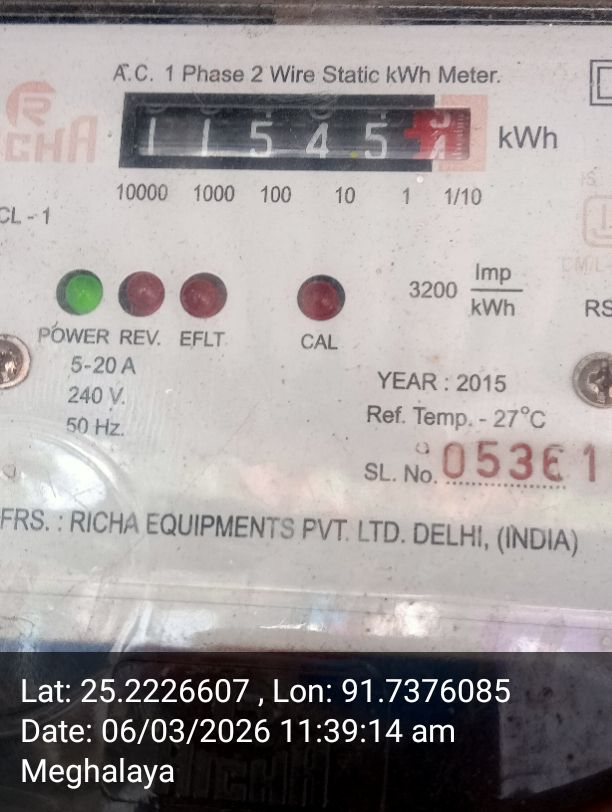 A.C. 1 Phase 2 Wire Static kWh Meter.
RICHA
11545 kWh
10000 1000 100 10 1 1/10
CL - 1
3200 Imp
kWh
POWER REV. EFLT CAL
5-20 A
240 V.
50 Hz.
YEAR : 2015
Ref. Temp. - 27°C
SL. No.
FRS. : RICHA EQUIPMENTS PVT. LTD. DELHI, (INDIA)
Lat: 25.2226607 , Lon: 91.7376085
Date: 06/03/2026 11:39:14 am
Meghalaya